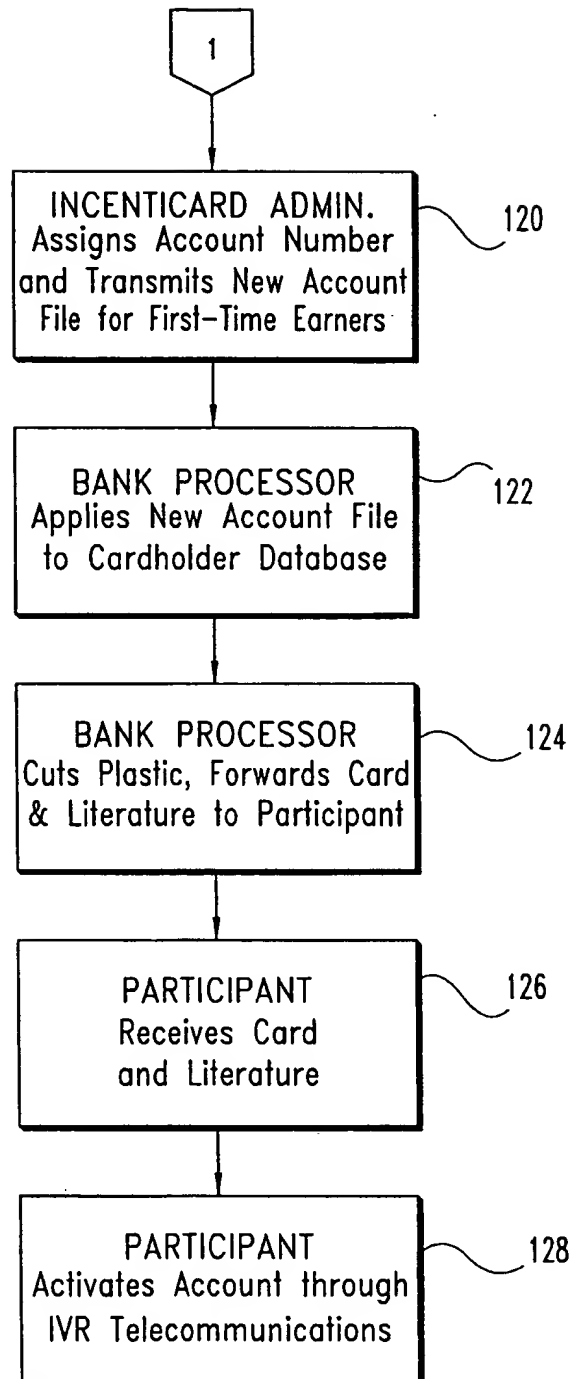 1
INCENTICARD ADMIN.
Assigns Account Number
and Transmits New Account
File for First-Time Earners
120
BANK PROCESSOR
Applies New Account File
to Cardholder Database
122
BANK PROCESSOR
Cuts Plastic, Forwards Card
& Literature to Participant
124
PARTICIPANT
Receives Card
and Literature
126
PARTICIPANT
Activates Account through
IVR Telecommunications
128